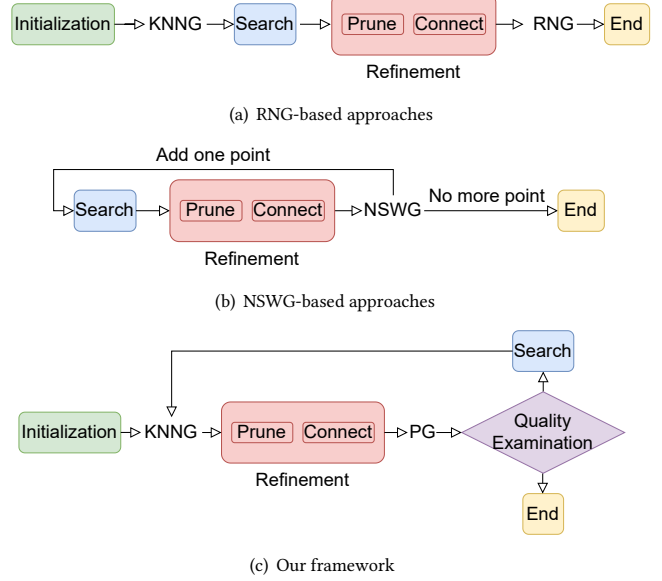 Initialization KNNG Search Prune Connect RNG End
Refinement
(a) RNG-based approaches
Add one point
Search Prune Connect NSWG No more point End
Refinement
(b) NSWG-based approaches
Search
Initialization KNNG Prune Connect PG Quality
Examination
Refinement
End
(c) Our framework